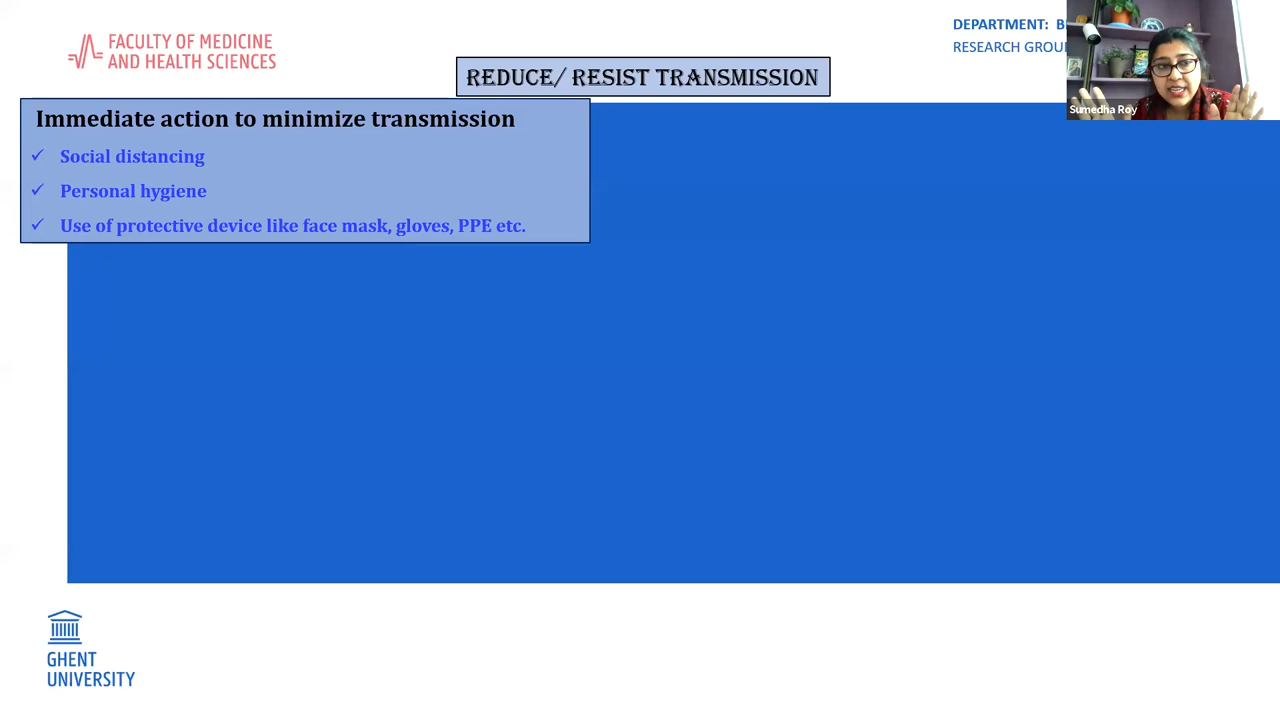 FACULTY OF MEDICINE
AND HEALTH SCIENCES
DEPARTMENT:
RESEARCH GROU
REDUCE/ RESIST TRANSMISSION
Sumedha Roy
Immediate action to minimize transmission
✓ Social distancing
✓ Personal hygiene
✓ Use of protective device like face mask, gloves, PPE etc.
GHENT
UNIVERSITY